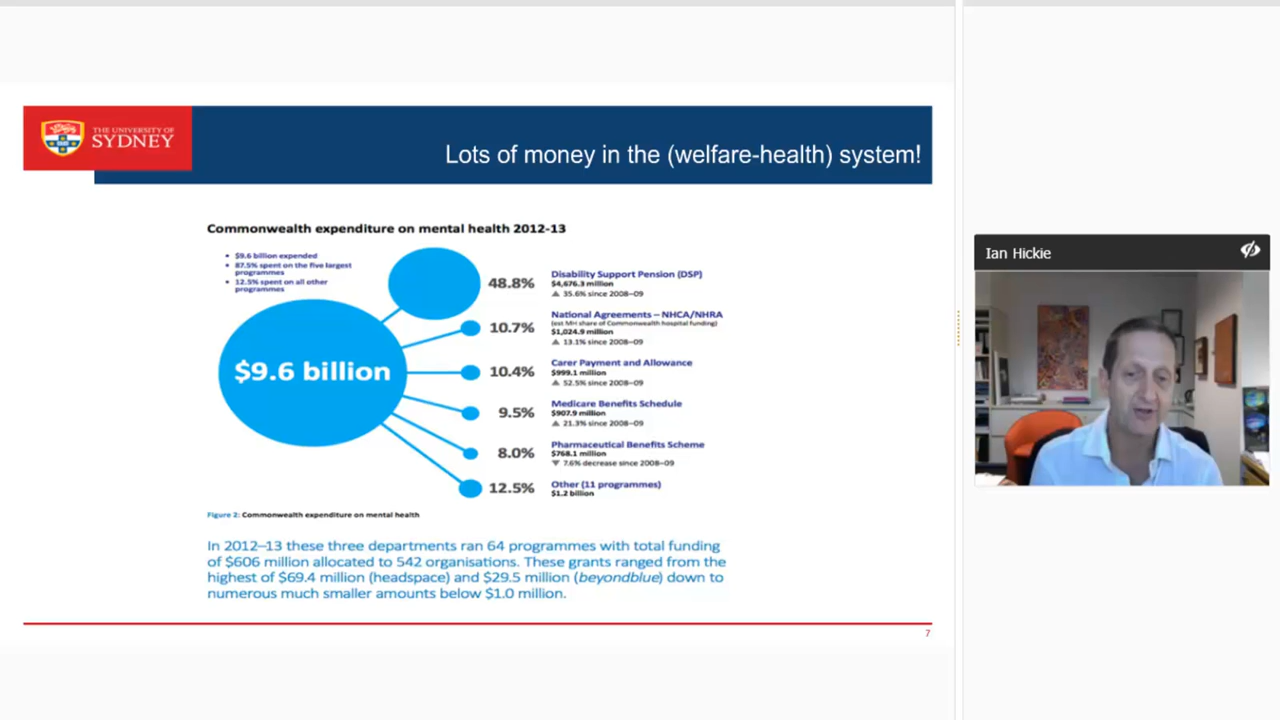 THE UNIVERSITY OF
SYDNEY
Lots of money in the (welfare-health) system!
Commonwealth expenditure on mental health 2012-13
• $9.6 billion expended
• 87.5% spent on the five largest
programmes
• 12.5% spent on all other
programmes
$9.6 billion
48.8%
Disability Support Pension (DSP)
$4,676.3 million
▲ 35.6% since 2008–09
10.7%
National Agreements – NHCA/NHRA
(est MH share of Commonwealth hospital funding)
$1,024.9 million
▲ 13.1% since 2008–09
10.4%
Carer Payment and Allowance
$999.1 million
▲ 52.5% since 2008–09
9.5%
Medicare Benefits Schedule
$907.9 million
▲ 21.3% since 2008–09
8.0%
Pharmaceutical Benefits Scheme
$768.1 million
▼ 7.6% decrease since 2008–09
12.5%
Other (11 programmes)
$1.2 billion
Figure 2: Commonwealth expenditure on mental health
In 2012–13 these three departments ran 64 programmes with total funding
of $606 million allocated to 542 organisations. These grants ranged from the
highest of $69.4 million (headspace) and $29.5 million (beyondblue) down to
numerous much smaller amounts below $1.0 million.
7
Ian Hickie